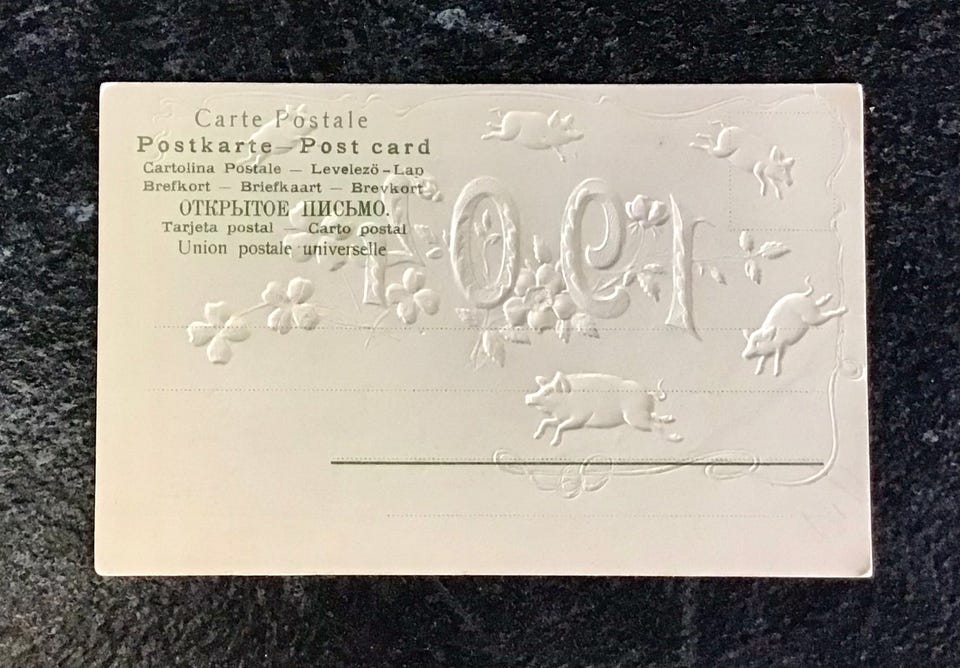 Carte Postale
Postkarte — Post card
Cartolina Postale — Levelezö-Lap
Brefkort — Briefkaart — Brevkort
ОТКРЫТОЕ ПИСЬМО.
Tarjeta postal — Carto postal
Union postale universelle